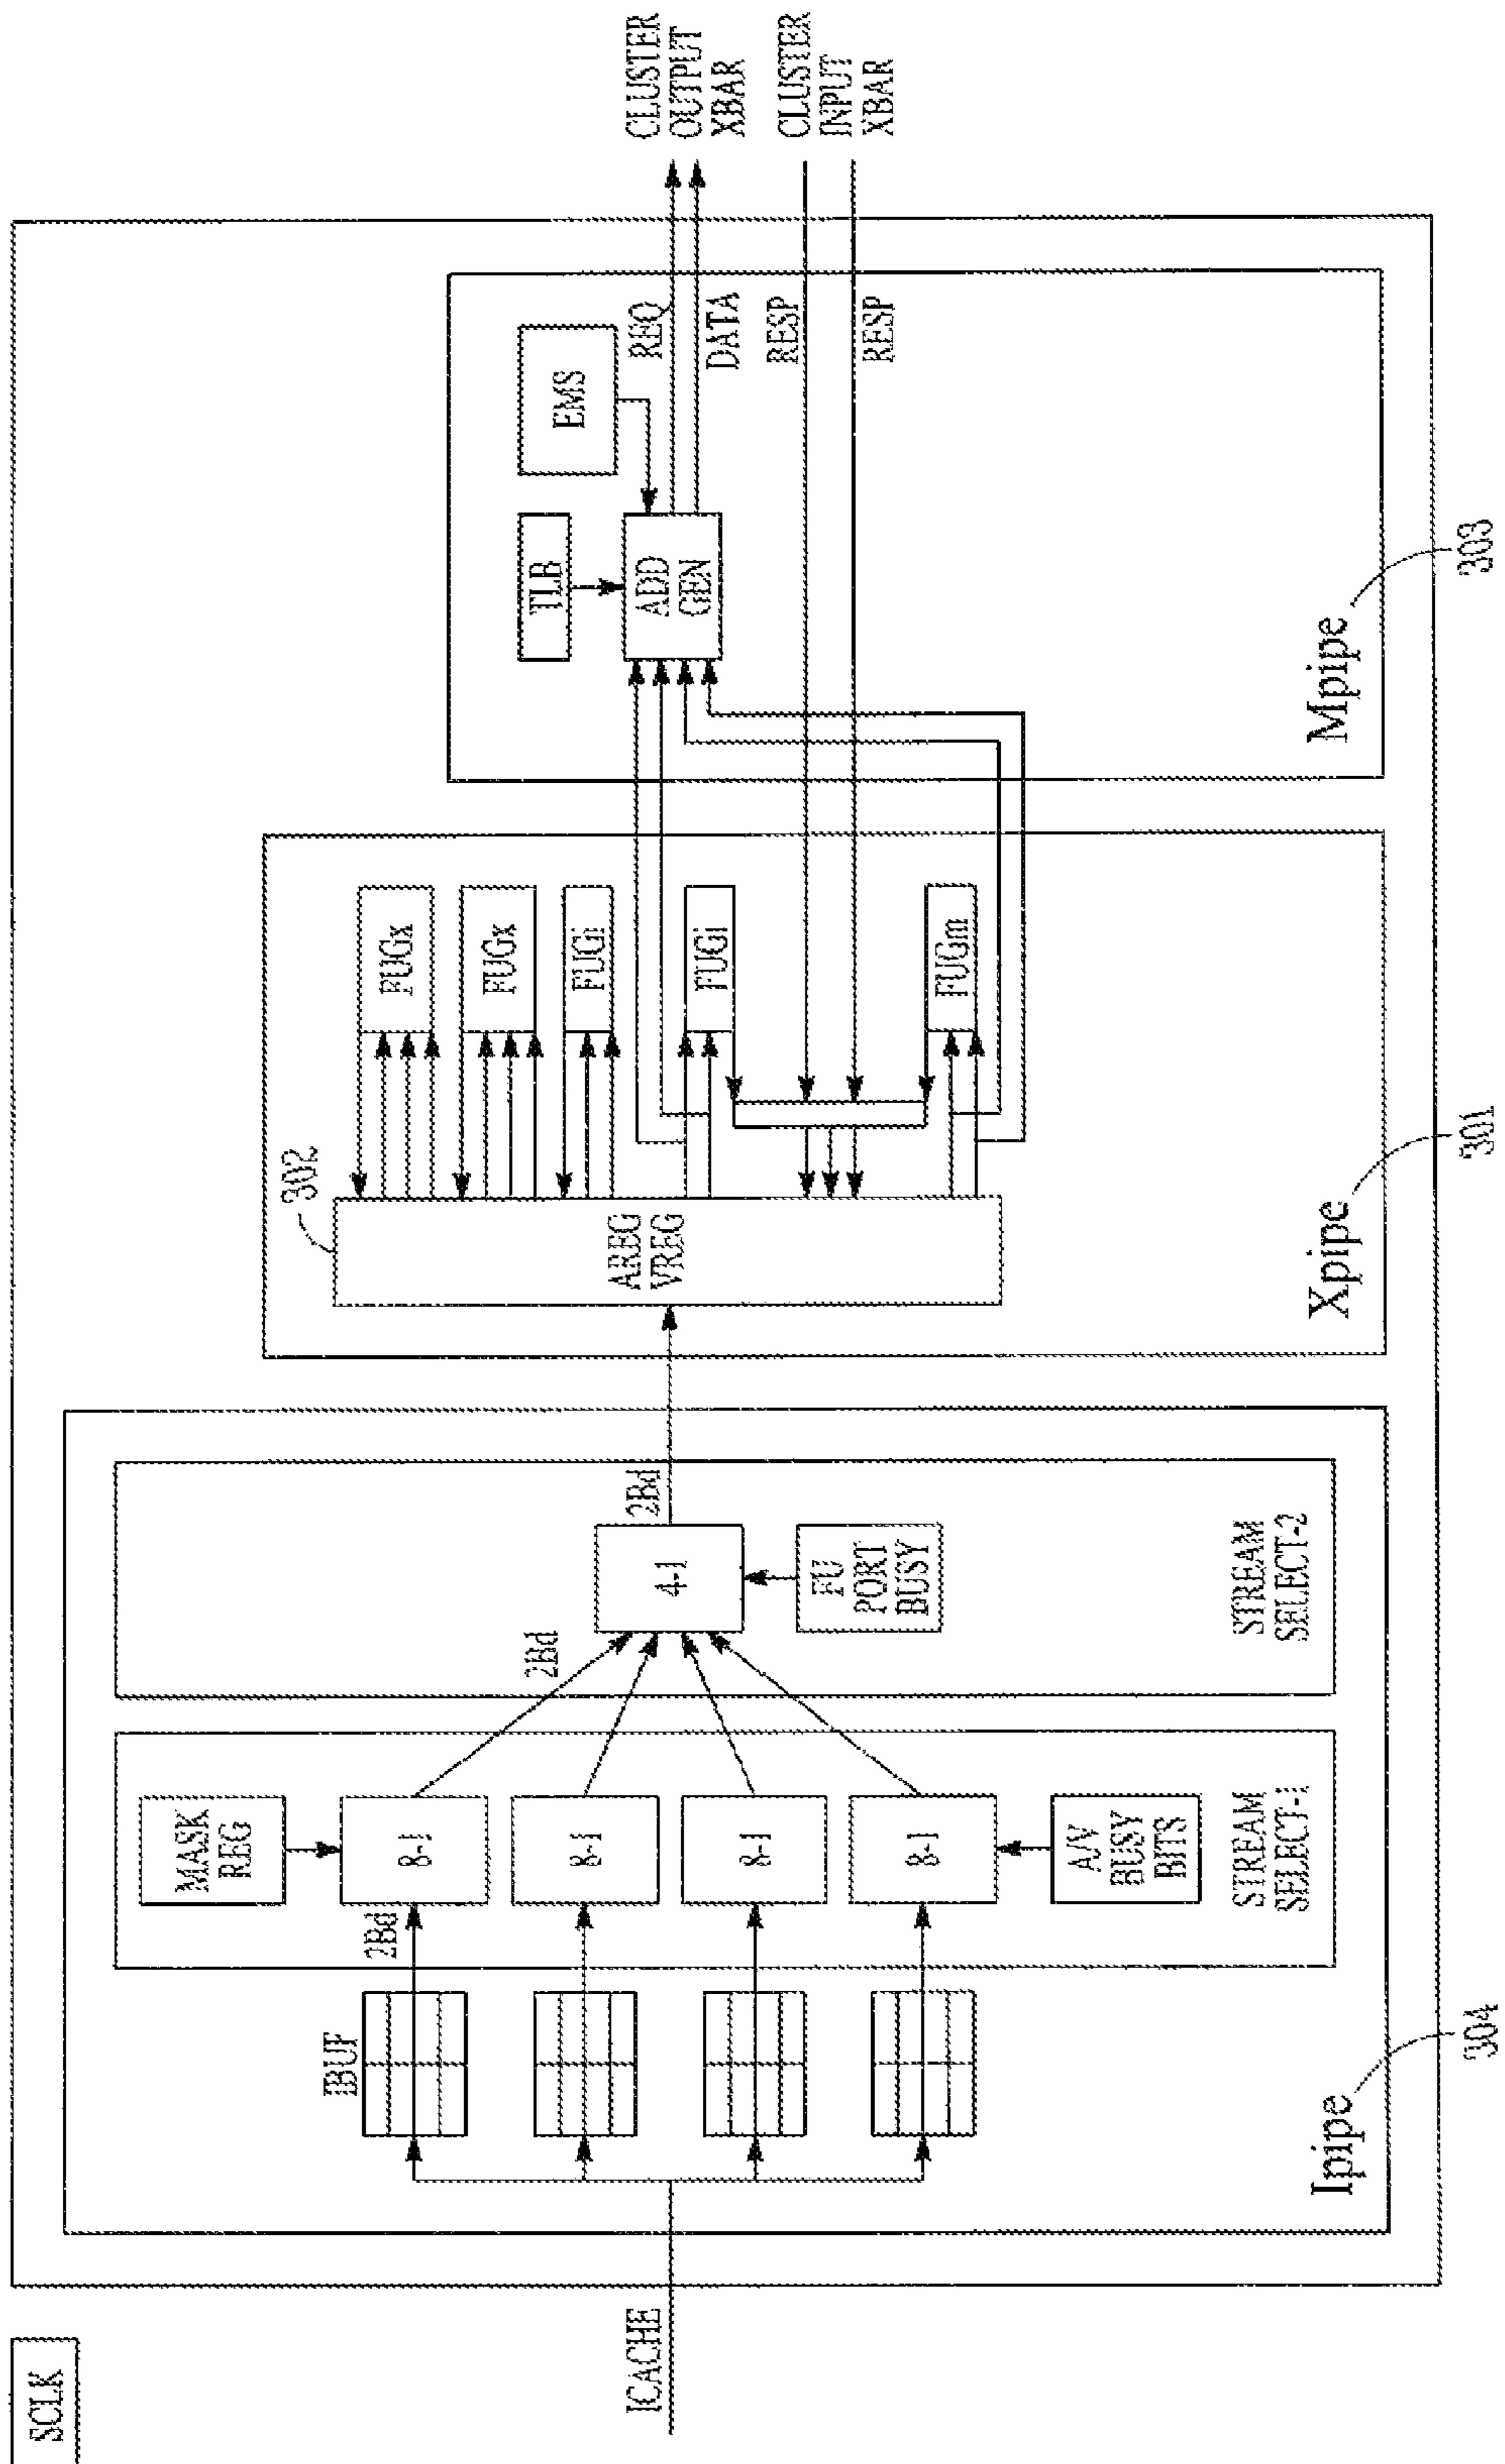 SCLK
ICACHE
IBUF
2Bd
MASK
REG
8-1
8-1
8-1
8-1
A/V
BUSY
BITS
STREAM
SELECT-1
2Bd
4-1
FU
PORT
BUSY
2Bd
STREAM
SELECT-2
Ipipe
304
302
AREG
VREG
FUGx
FUGx
FUGi
FUGi
FUGm
Xpipe
301
TLB
EMS
ADD
GEN
REQ
DATA
RESP
RESP
Mpipe
303
CLUSTER
OUTPUT
XBAR
CLUSTER
INPUT
XBAR